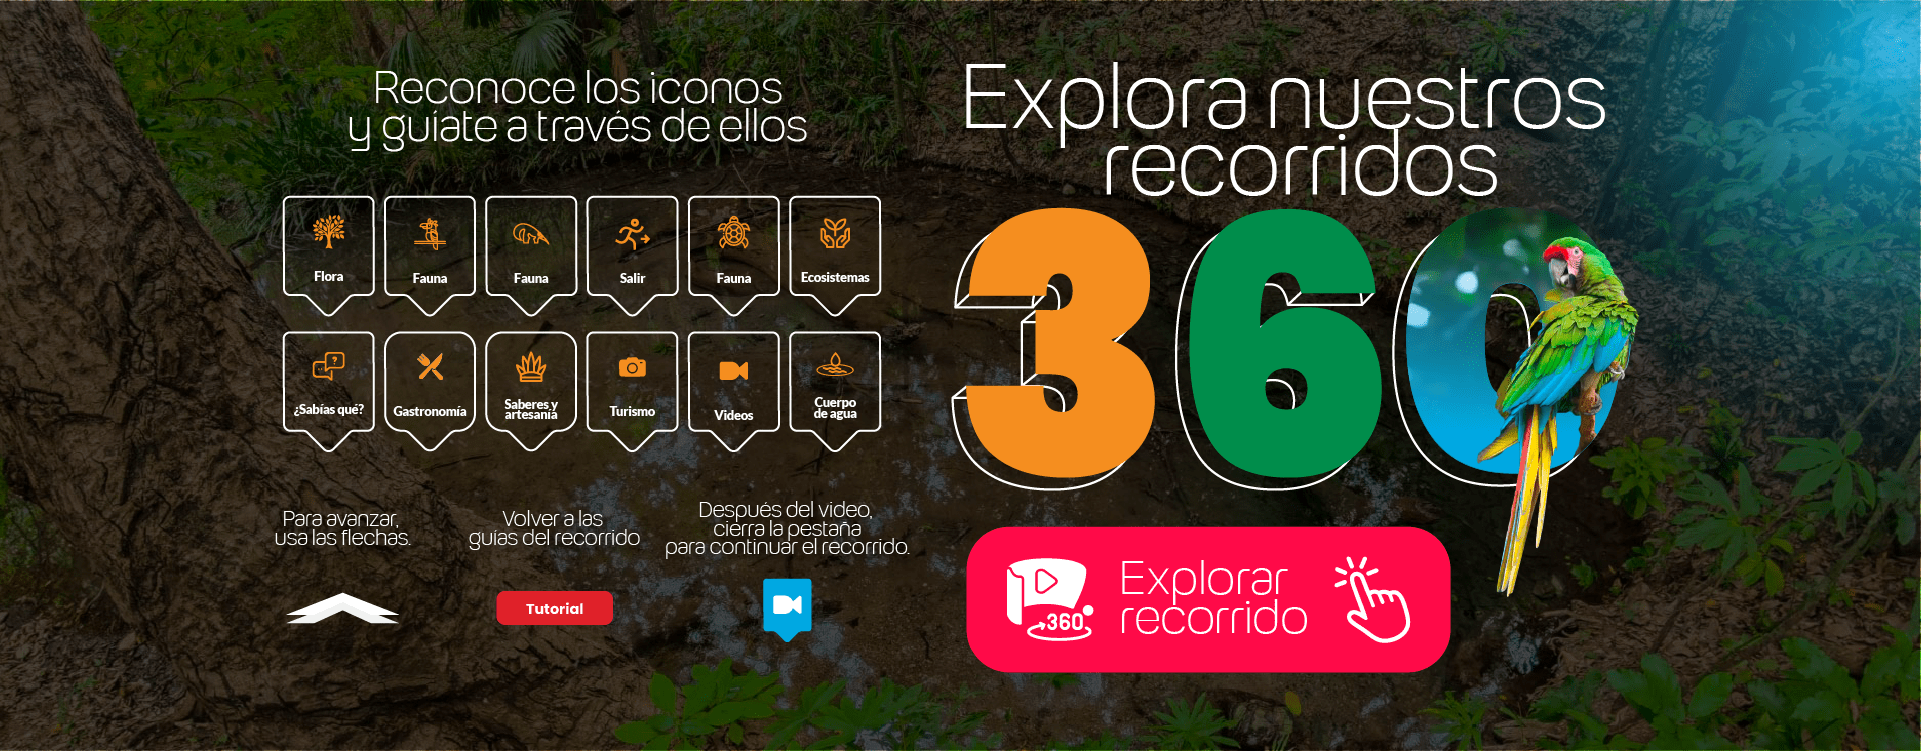 Reconoce los iconos
y guíate a través de ellos
Flora
Fauna
Fauna
Salir
Fauna
Ecosistemas
¿Sabías qué?
Gastronomía
Saberes y
artesanía
Turismo
Videos
Cuerpo
de agua
Para avanzar,
usa las flechas.
Volver a las
guías del recorrido
Tutorial
Después del video,
cierra la pestaña
para continuar el recorrido.
Explora nuestros
recorridos
360
360
Explorar
recorrido